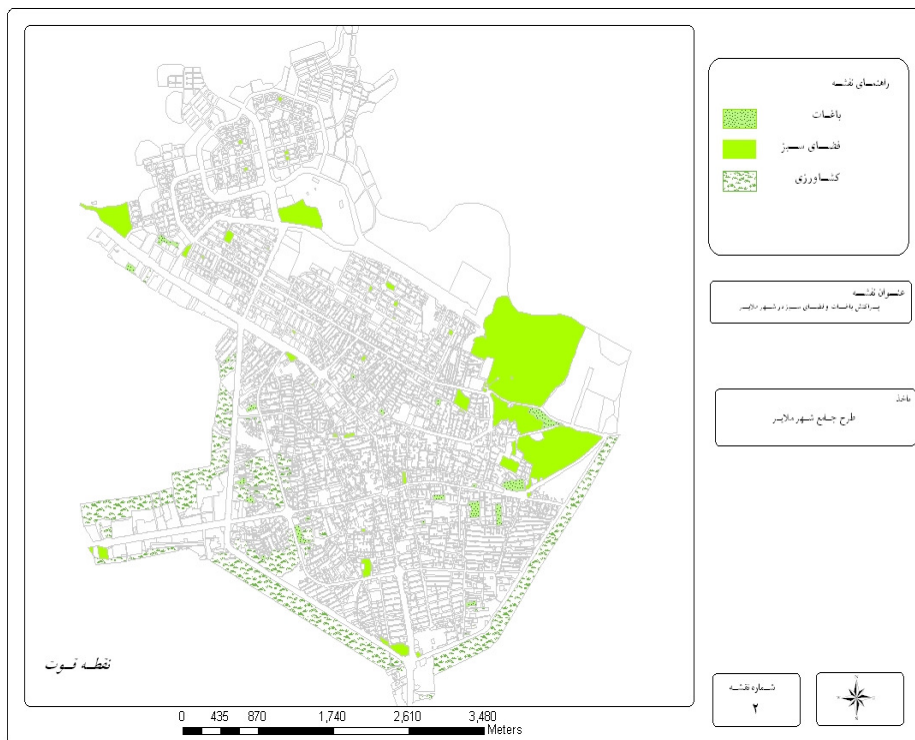 راهنمای نقشه
باغات
فضای سبز
کشاورزی
عنوان نقشه
پراکنش باغات و فضای سبز در شهر ملایر
ماخذ
طرح جامع شهر ملایر
نقطه قوت
شماره نقشه
۲
0 435 870 1,740 2,610 3,480
Meters